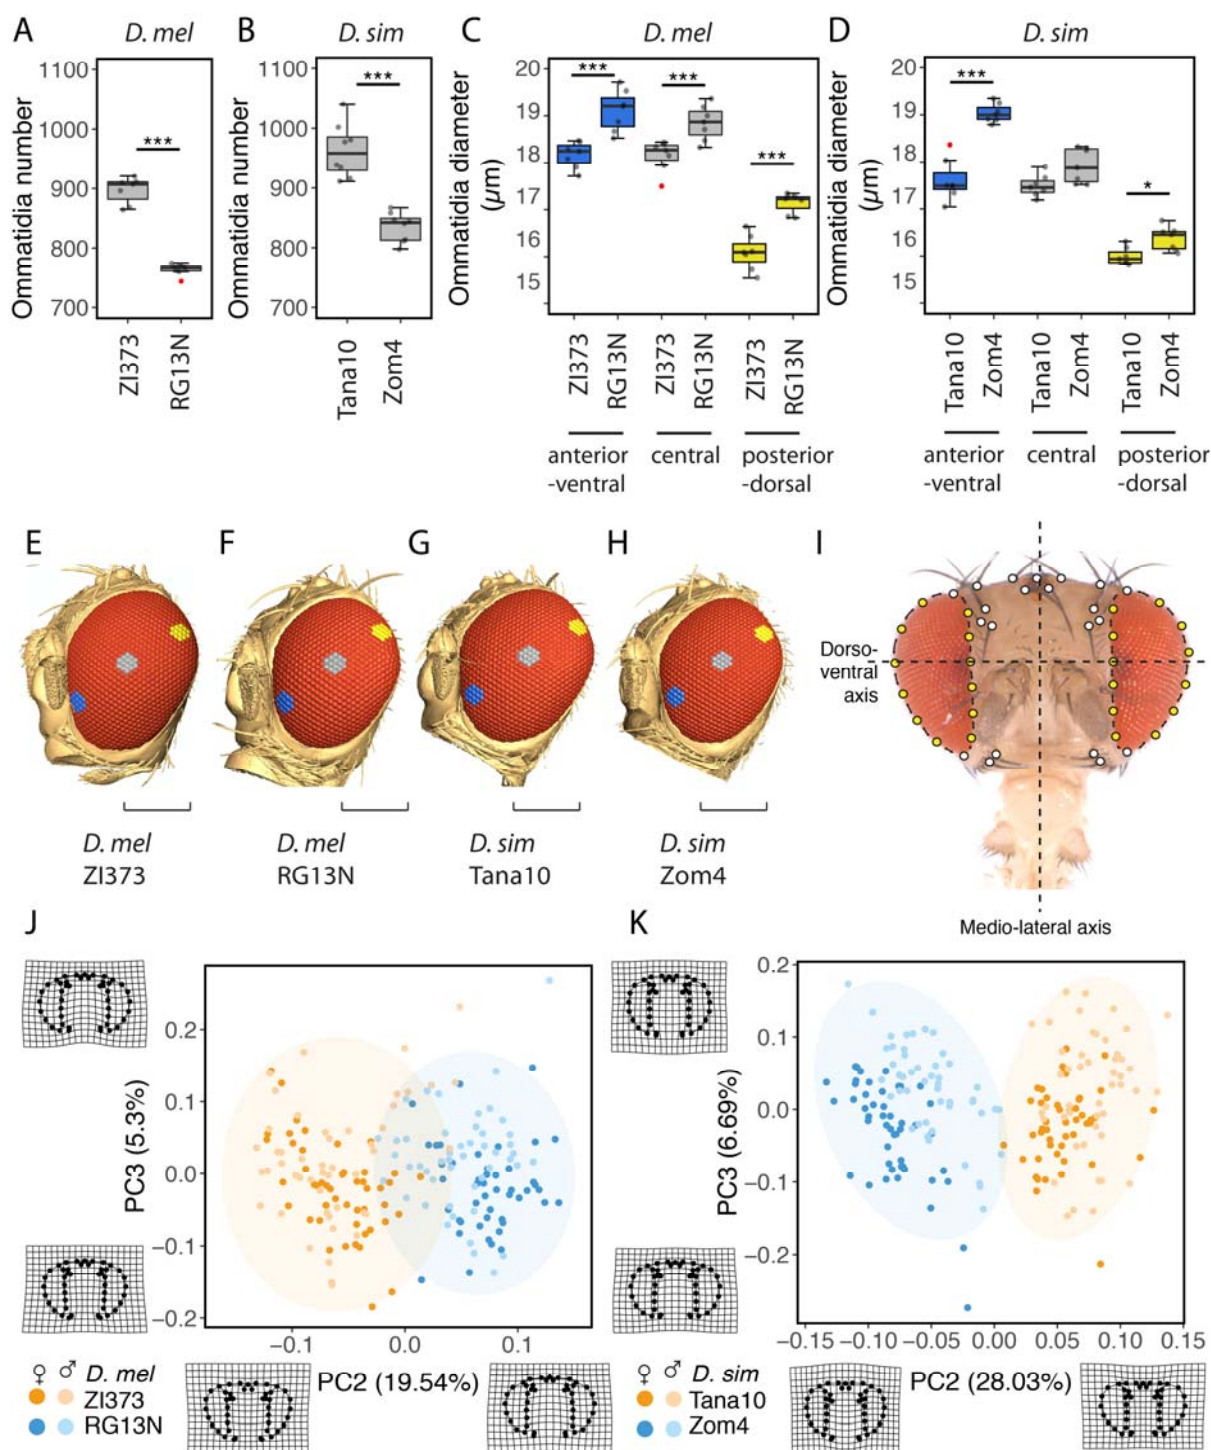 A
D. mel
Ommatidia number
1100
1000
900
800
700
***
ZI373
RG13N
B
D. sim
Ommatidia number
1100
1000
900
800
700
***
Tana10
Zom4
C
D. mel
Ommatidia diameter
(µm)
20
19
18
17
16
15
***
***
***
ZI373
RG13N
ZI373
RG13N
ZI373
RG13N
anterior
-ventral
central
posterior
-dorsal
D
D. sim
Ommatidia diameter
(µm)
20
19
18
17
16
15
***
*
Tana10
Zom4
Tana10
Zom4
Tana10
Zom4
anterior
-ventral
central
posterior
-dorsal
E
D. mel
ZI373
F
D. mel
RG13N
G
D. sim
Tana10
H
D. sim
Zom4
I
Dorso-
ventral
axis
Medio-lateral axis
J
PC3 (5.3%)
0.2
0.1
0.0
−0.1
−0.2
−0.1
0.0
0.1
PC2 (19.54%)
♀ ♂ D. mel
ZI373
RG13N
K
PC3 (6.69%)
0.2
0.1
0.0
−0.1
−0.2
−0.15
−0.10
−0.05
0.00
0.05
0.10
0.15
PC2 (28.03%)
♀ ♂ D. sim
Tana10
Zom4